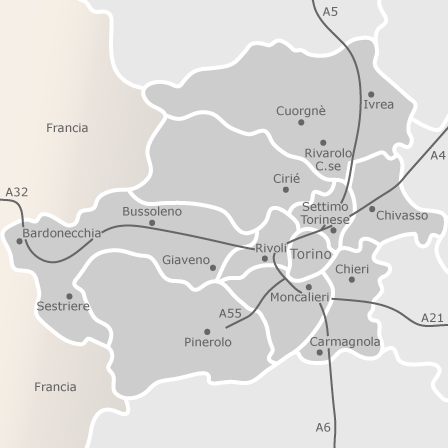 A5
Ivrea
Cuorgnè
Francia
Rivarolo
C.se
A4
Cirié
A32
Settimo
Torinese
Bussoleno
Chivasso
Bardonecchia
Rivoli
Torino
Giaveno
Chieri
Moncalieri
Sestriere
A55
A21
Pinerolo
Carmagnola
Francia
A6